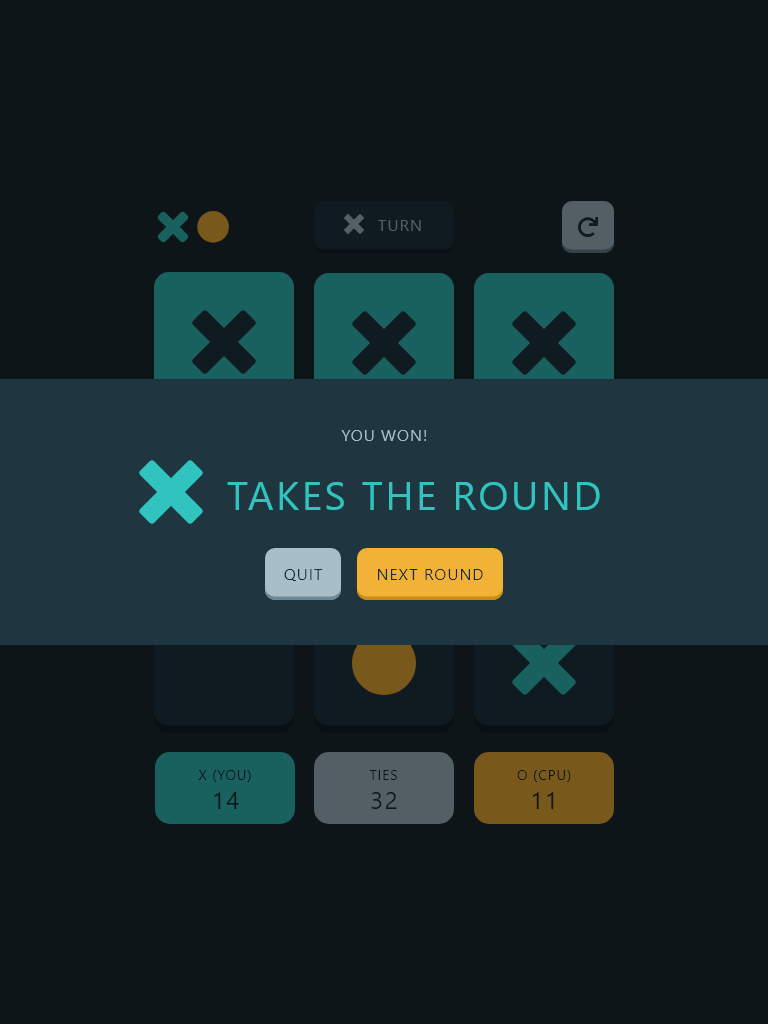 TURN
YOU WON!
TAKES THE ROUND
QUIT
NEXT ROUND
X (YOU)
14
TIES
32
O (CPU)
11